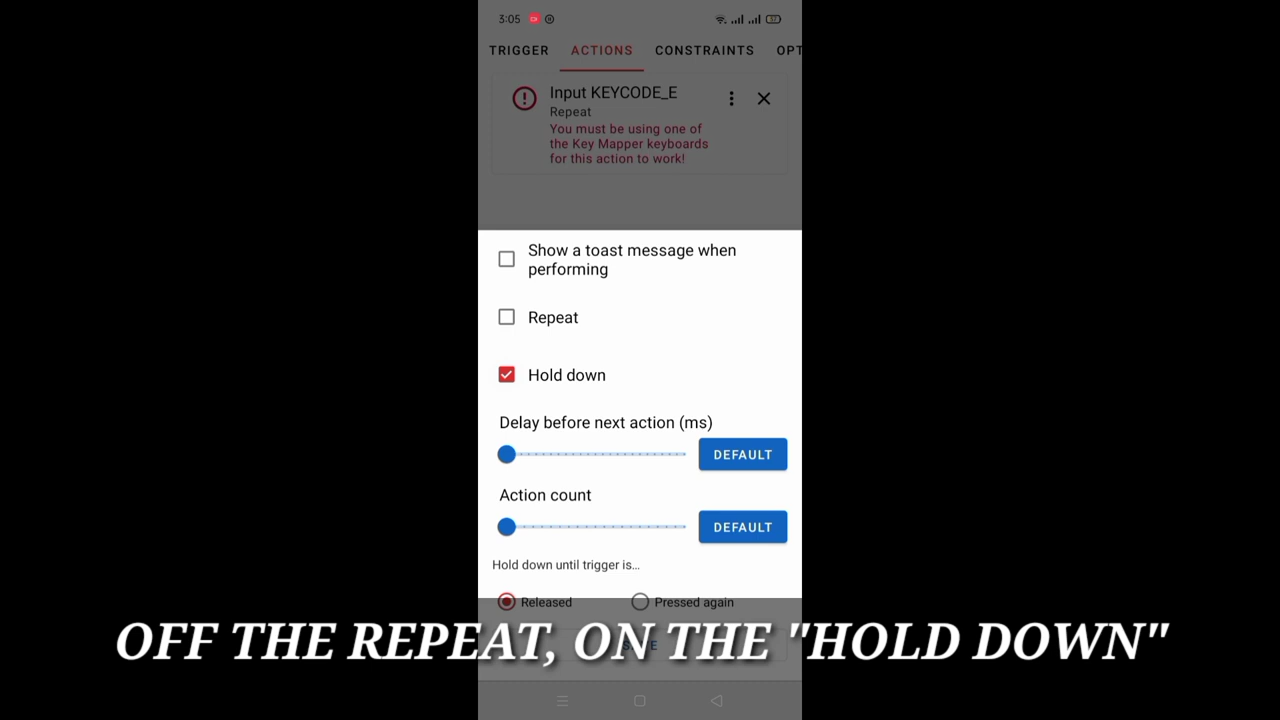 3:05
TRIGGER ACTIONS CONSTRAINTS OPT
Input KEYCODE_E
Repeat
You must be using one of
the Key Mapper keyboards
for this action to work!
Show a toast message when
performing
Repeat
Hold down
Delay before next action (ms)
DEFAULT
Action count
DEFAULT
Hold down until trigger is...
Released Pressed again
OFF THE REPEAT, ON THE "HOLD DOWN"